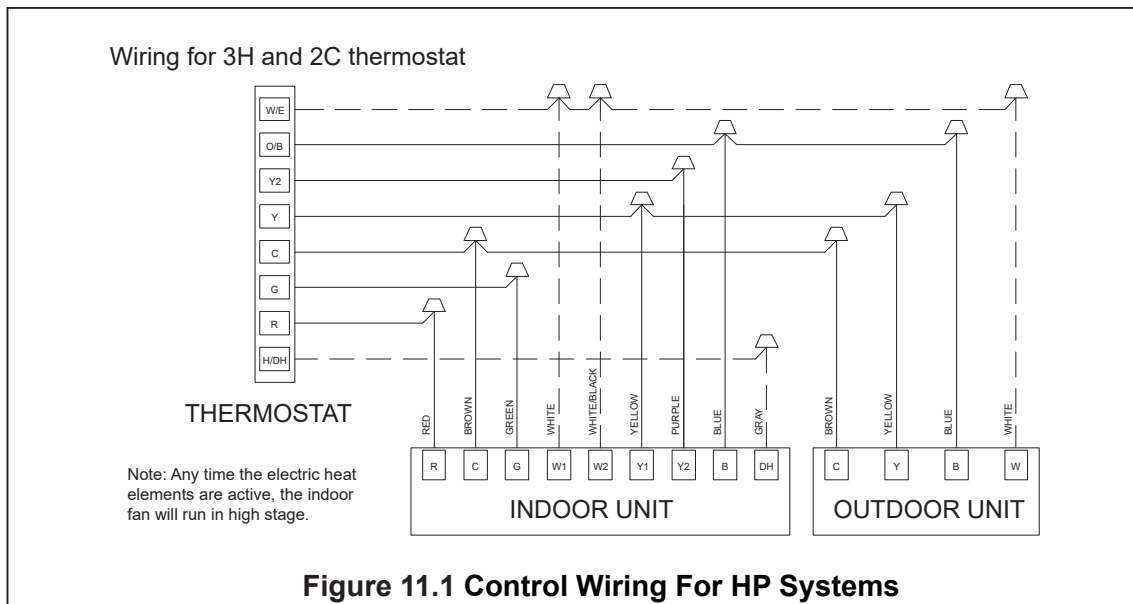 Wiring for 3H and 2C thermostat
W/E
O/B
Y2
Y
C
G
R
H/DH
THERMOSTAT
Note: Any time the electric heat
elements are active, the indoor
fan will run in high stage.
RED
BROWN
GREEN
WHITE
WHITE/BLACK
YELLOW
PURPLE
BLUE
GRAY
R
C
G
W1
W2
Y1
Y2
B
DH
INDOOR UNIT
BROWN
YELLOW
BLUE
WHITE
C
Y
B
W
OUTDOOR UNIT
Figure 11.1 Control Wiring For HP Systems